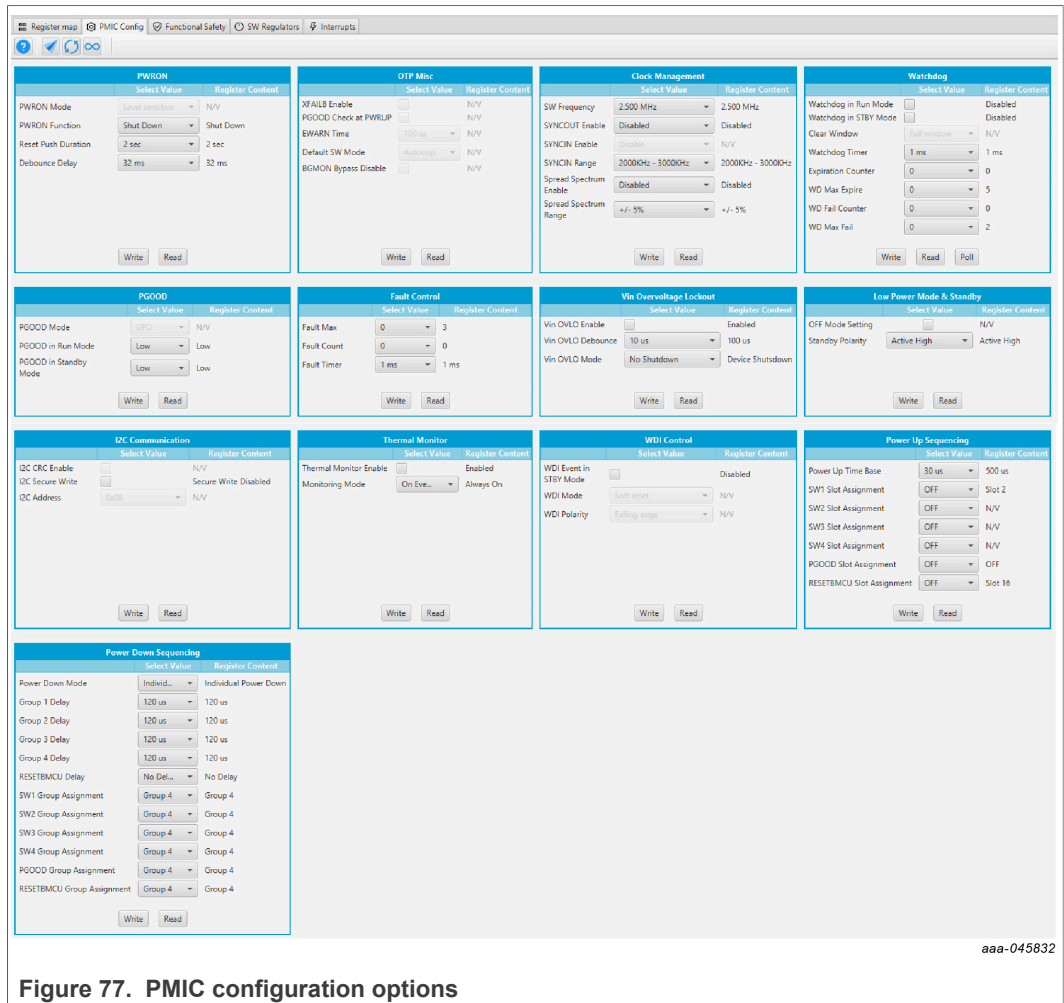 Register map PMIC Config Functional Safety SW Regulators Interrupts
PWRON
Select Value Register Content
PWRON Mode Level sensitive N/V
PWRON Function Shut Down Shut Down
Reset Push Duration 2 sec 2 sec
Debounce Delay 32 ms 32 ms
Write Read
OTP Misc
Select Value Register Content
XFAILB Enable N/V
PGOOD Check at PWRUP N/V
EWARN Time 100 us N/V
Default SW Mode Autoskip N/V
BGMON Bypass Disable N/V
Write Read
Clock Management
Select Value Register Content
SW Frequency 2.500 MHz 2.500 MHz
SYNCOUT Enable Disabled Disabled
SYNCIN Enable Disable N/V
SYNCIN Range 2000KHz - 3000KHz 2000KHz - 3000KHz
Spread Spectrum
Enable Disabled Disabled
Spread Spectrum
Range +/- 5% +/- 5%
Write Read
Watchdog
Select Value Register Content
Watchdog in Run Mode Disabled
Watchdog in STBY Mode Disabled
Clear Window Full window N/V
Watchdog Timer 1 ms 1 ms
Expiration Counter 0 0
WD Max Expire 0 5
WD Fail Counter 0 0
WD Max Fail 0 2
Write Read Poll
PGOOD
Select Value Register Content
PGOOD Mode GPO N/V
PGOOD in Run Mode Low Low
PGOOD in Standby
Mode Low Low
Write Read
Fault Control
Select Value Register Content
Fault Max 0 3
Fault Count 0 0
Fault Timer 1 ms 1 ms
Write Read
Vin Overvoltage Lockout
Select Value Register Content
Vin OVLO Enable Enabled
Vin OVLO Debounce 10 us 100 us
Vin OVLO Mode No Shutdown Device Shutsdown
Write Read
Low Power Mode & Standby
Select Value Register Content
OFF Mode Setting N/V
Standby Polarity Active High Active High
Write Read
I2C Communication
Select Value Register Content
I2C CRC Enable N/V
I2C Secure Write Secure Write Disabled
I2C Address 0x08 N/V
Write Read
Thermal Monitor
Select Value Register Content
Thermal Monitor Enable Enabled
Monitoring Mode On Eve... Always On
Write Read
WDI Control
Select Value Register Content
WDI Event in
STBY Mode Disabled
WDI Mode Soft reset N/V
WDI Polarity Falling edge N/V
Write Read
Power Up Sequencing
Select Value Register Content
Power Up Time Base 30 us 500 us
SW1 Slot Assignment OFF Slot 2
SW2 Slot Assignment OFF N/V
SW3 Slot Assignment OFF N/V
SW4 Slot Assignment OFF N/V
PGOOD Slot Assignment OFF OFF
RESETBMCU Slot Assignment OFF Slot 16
Write Read
Power Down Sequencing
Select Value Register Content
Power Down Mode Individ... Individual Power Down
Group 1 Delay 120 us 120 us
Group 2 Delay 120 us 120 us
Group 3 Delay 120 us 120 us
Group 4 Delay 120 us 120 us
RESETBMCU Delay No Del... No Delay
SW1 Group Assignment Group 4 Group 4
SW2 Group Assignment Group 4 Group 4
SW3 Group Assignment Group 4 Group 4
SW4 Group Assignment Group 4 Group 4
PGOOD Group Assignment Group 4 Group 4
RESETBMCU Group Assignment Group 4 Group 4
Write Read
aaa-045832
Figure 77. PMIC configuration options